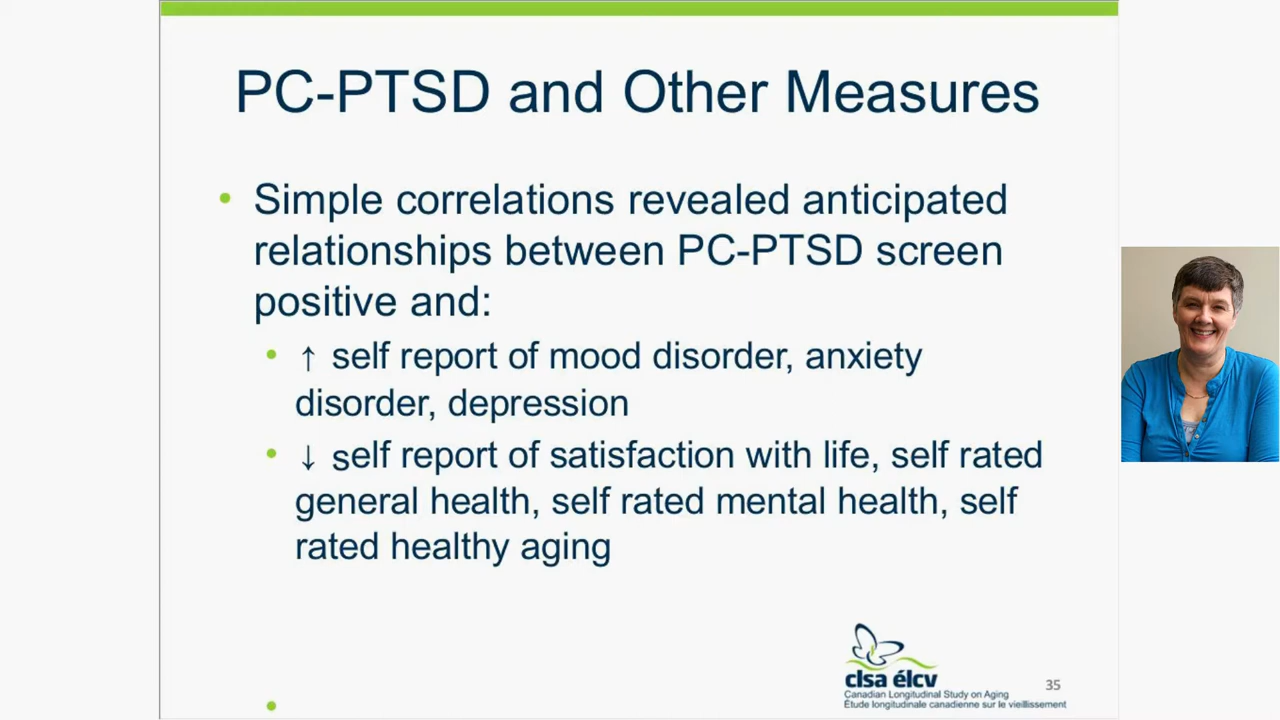 PC-PTSD and Other Measures
• Simple correlations revealed anticipated
relationships between PC-PTSD screen
positive and:
• ↑ self report of mood disorder, anxiety
disorder, depression
• ↓ self report of satisfaction with life, self rated
general health, self rated mental health, self
rated healthy aging
•
clsa élcv
Canadian Longitudinal Study on Aging
Étude longitudinale canadienne sur le vieillissement
35